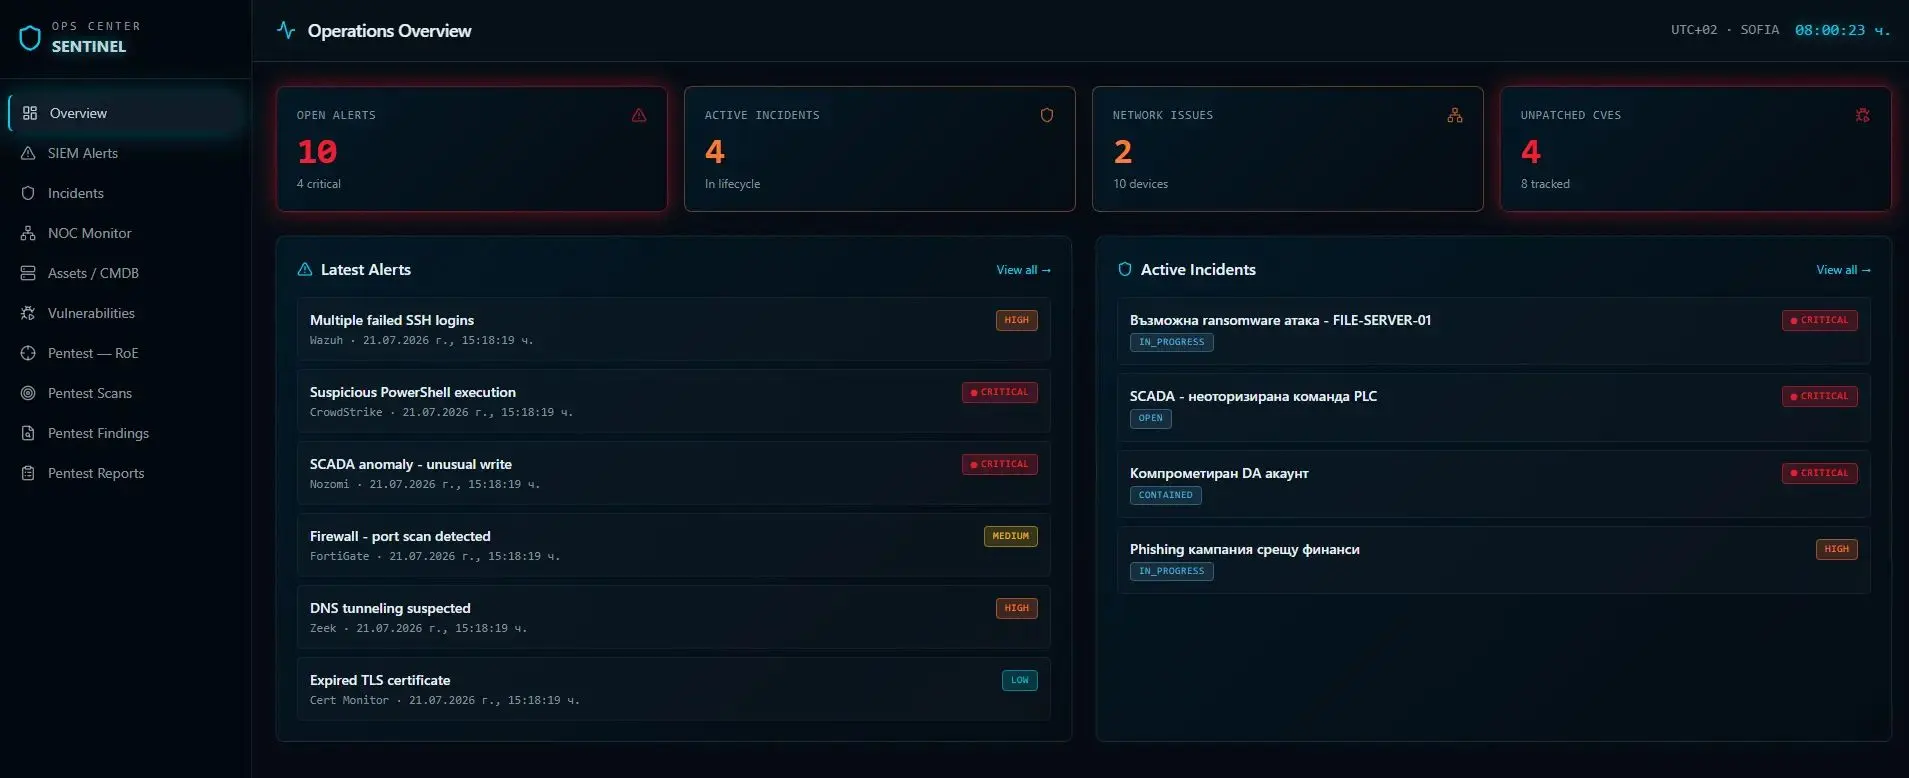 OPS CENTER
SENTINEL
Overview
SIEM Alerts
Incidents
NOC Monitor
Assets / CMDB
Vulnerabilities
Pentest — RoE
Pentest Scans
Pentest Findings
Pentest Reports
Operations Overview
UTC+02 · SOFIA 08:00:23 ч.
OPEN ALERTS
10
4 critical
ACTIVE INCIDENTS
4
In lifecycle
NETWORK ISSUES
2
10 devices
UNPATCHED CVES
4
8 tracked
Latest Alerts
View all →
Multiple failed SSH logins
HIGH
Wazuh · 21.07.2026 г., 15:18:19 ч.
Suspicious PowerShell execution
CRITICAL
CrowdStrike · 21.07.2026 г., 15:18:19 ч.
SCADA anomaly - unusual write
CRITICAL
Nozomi · 21.07.2026 г., 15:18:19 ч.
Firewall - port scan detected
MEDIUM
FortiGate · 21.07.2026 г., 15:18:19 ч.
DNS tunneling suspected
HIGH
Zeek · 21.07.2026 г., 15:18:19 ч.
Expired TLS certificate
LOW
Cert Monitor · 21.07.2026 г., 15:18:19 ч.
Active Incidents
View all →
Възможна ransomware атака - FILE-SERVER-01
CRITICAL
IN_PROGRESS
SCADA - неоторизирана команда PLC
CRITICAL
OPEN
Компрометиран DA акаунт
CRITICAL
CONTAINED
Phishing кампания срещу финанси
HIGH
IN_PROGRESS